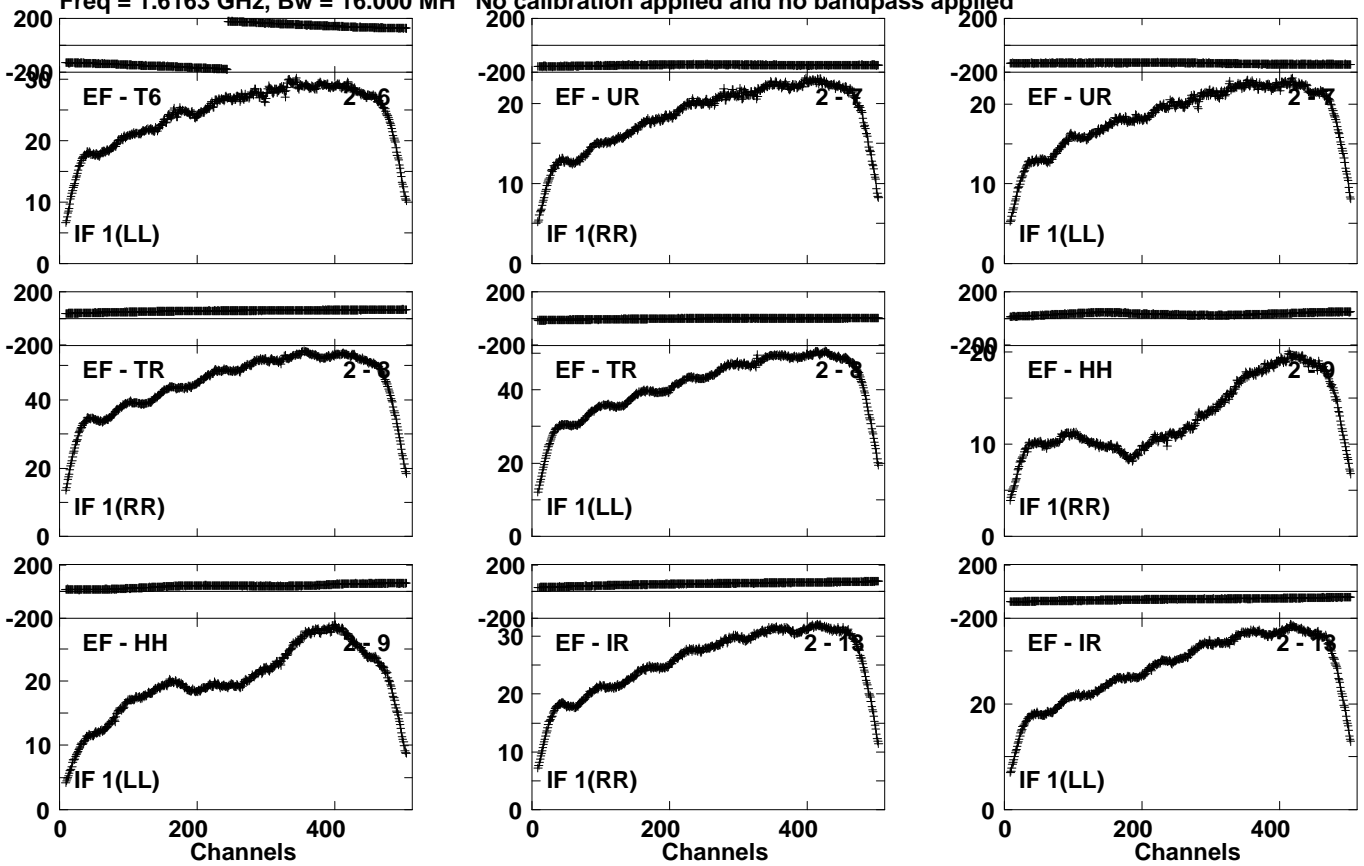 Freq = 1.6163 GHz, Bw = 16.000 MH No calibration applied and no bandpass applied
200
-200
30
20
10
0
EF - T6
2 - 6
IF 1(LL)
-200
20
10
0
EF - UR
2 - 7
IF 1(RR)
200
-200
20
10
0
EF - UR
2 - 7
IF 1(LL)
200
-200
40
20
0
EF - TR
2 - 8
IF 1(RR)
200
-200
40
20
0
EF - TR
2 - 8
IF 1(LL)
200
-200
20
10
0
EF - HH
2 - 9
IF 1(RR)
200
20
10
0
EF - HH
2 - 9
IF 1(LL)
0 200 400
Channels
200
-200
30
20
10
0
EF - IR
2 - 13
IF 1(RR)
200
-200
20
0
EF - IR
2 - 13
IF 1(LL)
0 200 400
Channels